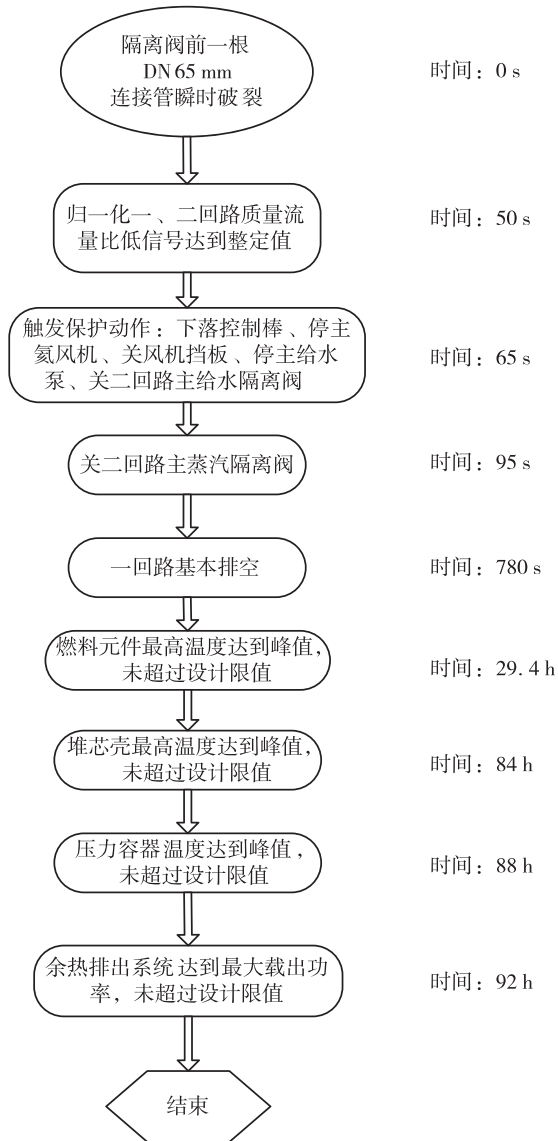 隔离阀前一根
DN 65 mm
连接管瞬时破裂
时间：0 s
归一化一、二回路质量流
量比低信号达到整定值
时间：50 s
触发保护动作：下落控制棒、停主
氦风机、关风机挡板、停主给水
泵、关二回路主给水隔离阀
时间：65 s
关二回路主蒸汽隔离阀
时间：95 s
一回路基本排空
时间：780 s
燃料元件最高温度达到峰值，
未超过设计限值
时间：29. 4 h
堆芯壳最高温度达到峰值，
未超过设计限值
时间：84 h
压力容器温度达到峰值，
未超过设计限值
时间：88 h
余热排出系统达到最大载出功
率，未超过设计限值
时间：92 h
结束